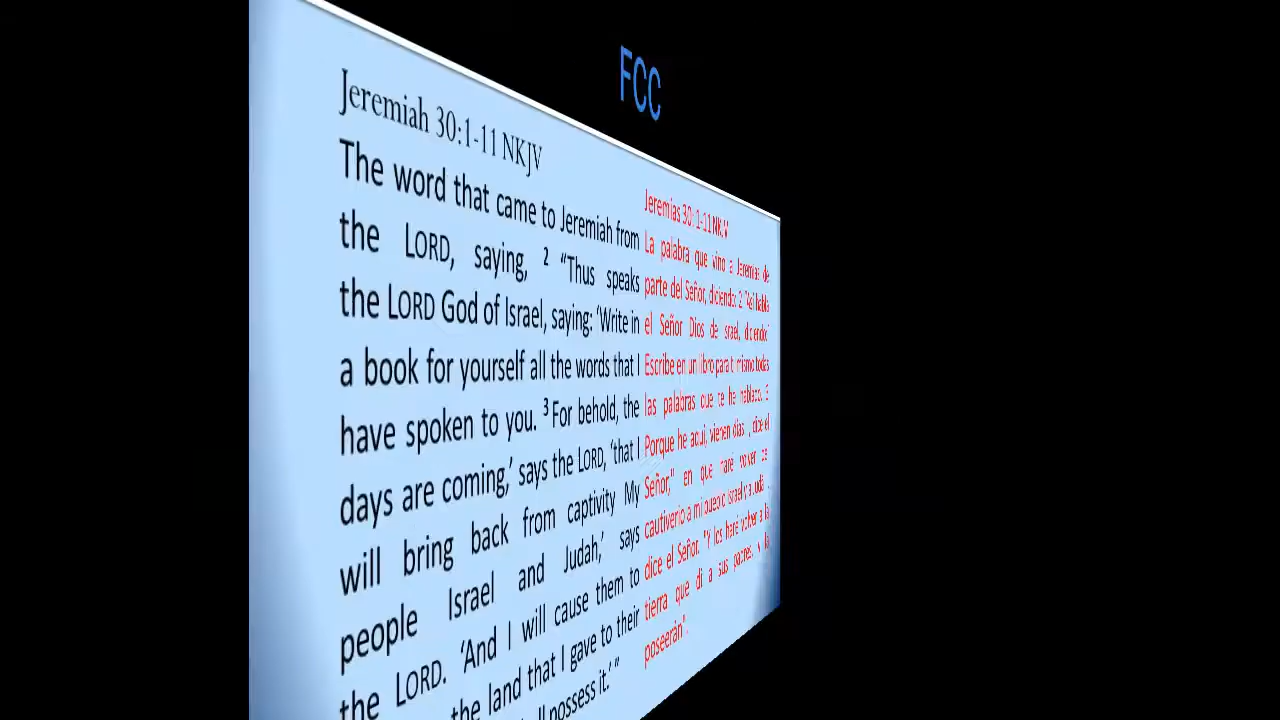 FCC
Jeremiah 30:1-11 NKJV
The word that came to Jeremiah from
the LORD, saying, 2 “Thus speaks
the LORD God of Israel, saying: ‘Write in
a book for yourself all the words that I
have spoken to you. 3 For behold, the
days are coming,’ says the LORD, ‘that I
will bring back from captivity My
people Israel and Judah,’ says
the LORD. ‘And I will cause them to
the land that I gave to their
possess it.’ ”
Jeremías 30:1-11 NKJV
La palabra que vino a Jeremías de
parte del Señor, diciendo: 2 "Así habla
el Señor Dios de Israel, diciendo:
Escribe en un libro para ti mismo todas
las palabras que te he hablado. 3
Porque he aquí, vienen días , dice el
Señor," en que haré volver de
cautiverio a mi pueblo Israel y a Judá ,
dice el Señor. "Y los haré volver a la
tierra que di a sus padres, y la
poseerán".